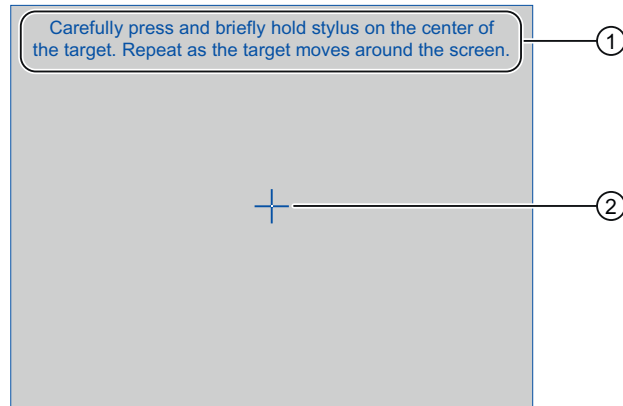 Carefully press and briefly hold stylus on the center of
the target. Repeat as the target moves around the screen.
1
2